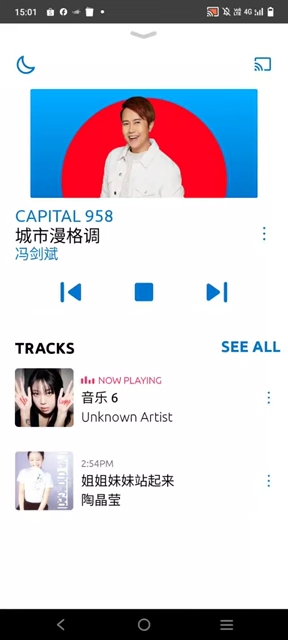 15:01
4G
CAPITAL 958
城市漫格调
冯剑斌
TRACKS
SEE ALL
NOW PLAYING
音乐 6
Unknown Artist
2:54PM
姐姐妹妹站起来
陶晶莹